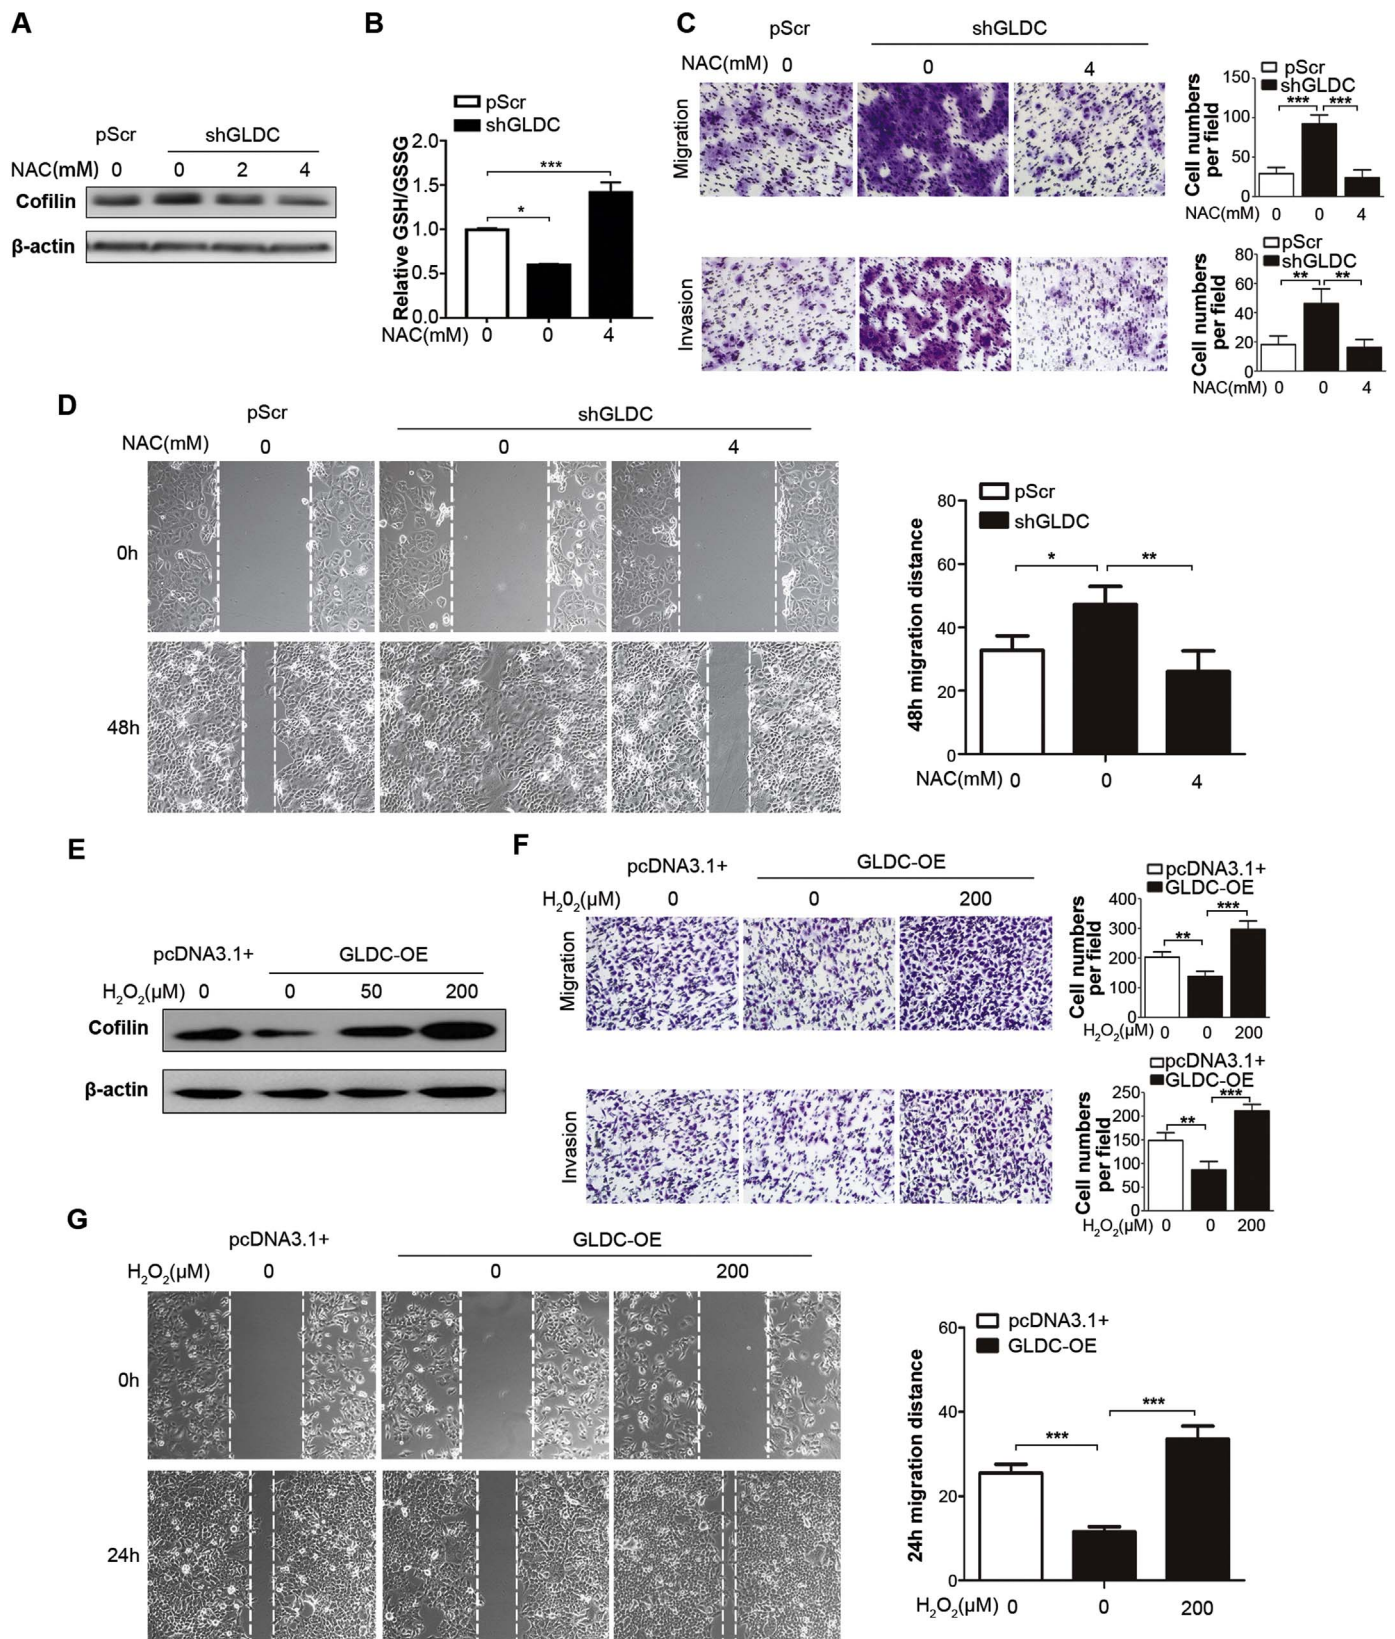 A
pScr shGLDC
NAC(mM) 0 0 2 4
Cofilin
β-actin
B
pScr
shGLDC
Relative GSH/GSSG
2.0
1.5
1.0
0.5
0.0
*
***
NAC(mM) 0 0 4
C
pScr shGLDC
NAC(mM) 0 0 4
Migration
Invasion
pScr
shGLDC
Cell numbers
per field
150
100
50
0
*** ***
NAC(mM) 0 0 4
pScr
shGLDC
Cell numbers
per field
80
60
40
20
0
** **
NAC(mM) 0 0 4
D
pScr shGLDC
NAC(mM) 0 0 4
0h
48h
pScr
shGLDC
48h migration distance
80
60
40
20
0
* **
NAC(mM) 0 0 4
E
pcDNA3.1+ GLDC-OE
H₂O₂(μM) 0 0 50 200
Cofilin
β-actin
F
pcDNA3.1+ GLDC-OE
H₂0₂(μM) 0 0 200
Migration
Invasion
pcDNA3.1+
GLDC-OE
Cell numbers
per field
400
300
200
100
0
** ***
H₂O₂(μM) 0 0 200
pcDNA3.1+
GLDC-OE
Cell numbers
per field
250
200
150
100
50
0
** ***
H₂O₂(μM) 0 0 200
G
pcDNA3.1+ GLDC-OE
H₂O₂(μM) 0 0 200
0h
24h
pcDNA3.1+
GLDC-OE
24h migration distance
60
40
20
0
*** ***
H₂O₂(μM) 0 0 200